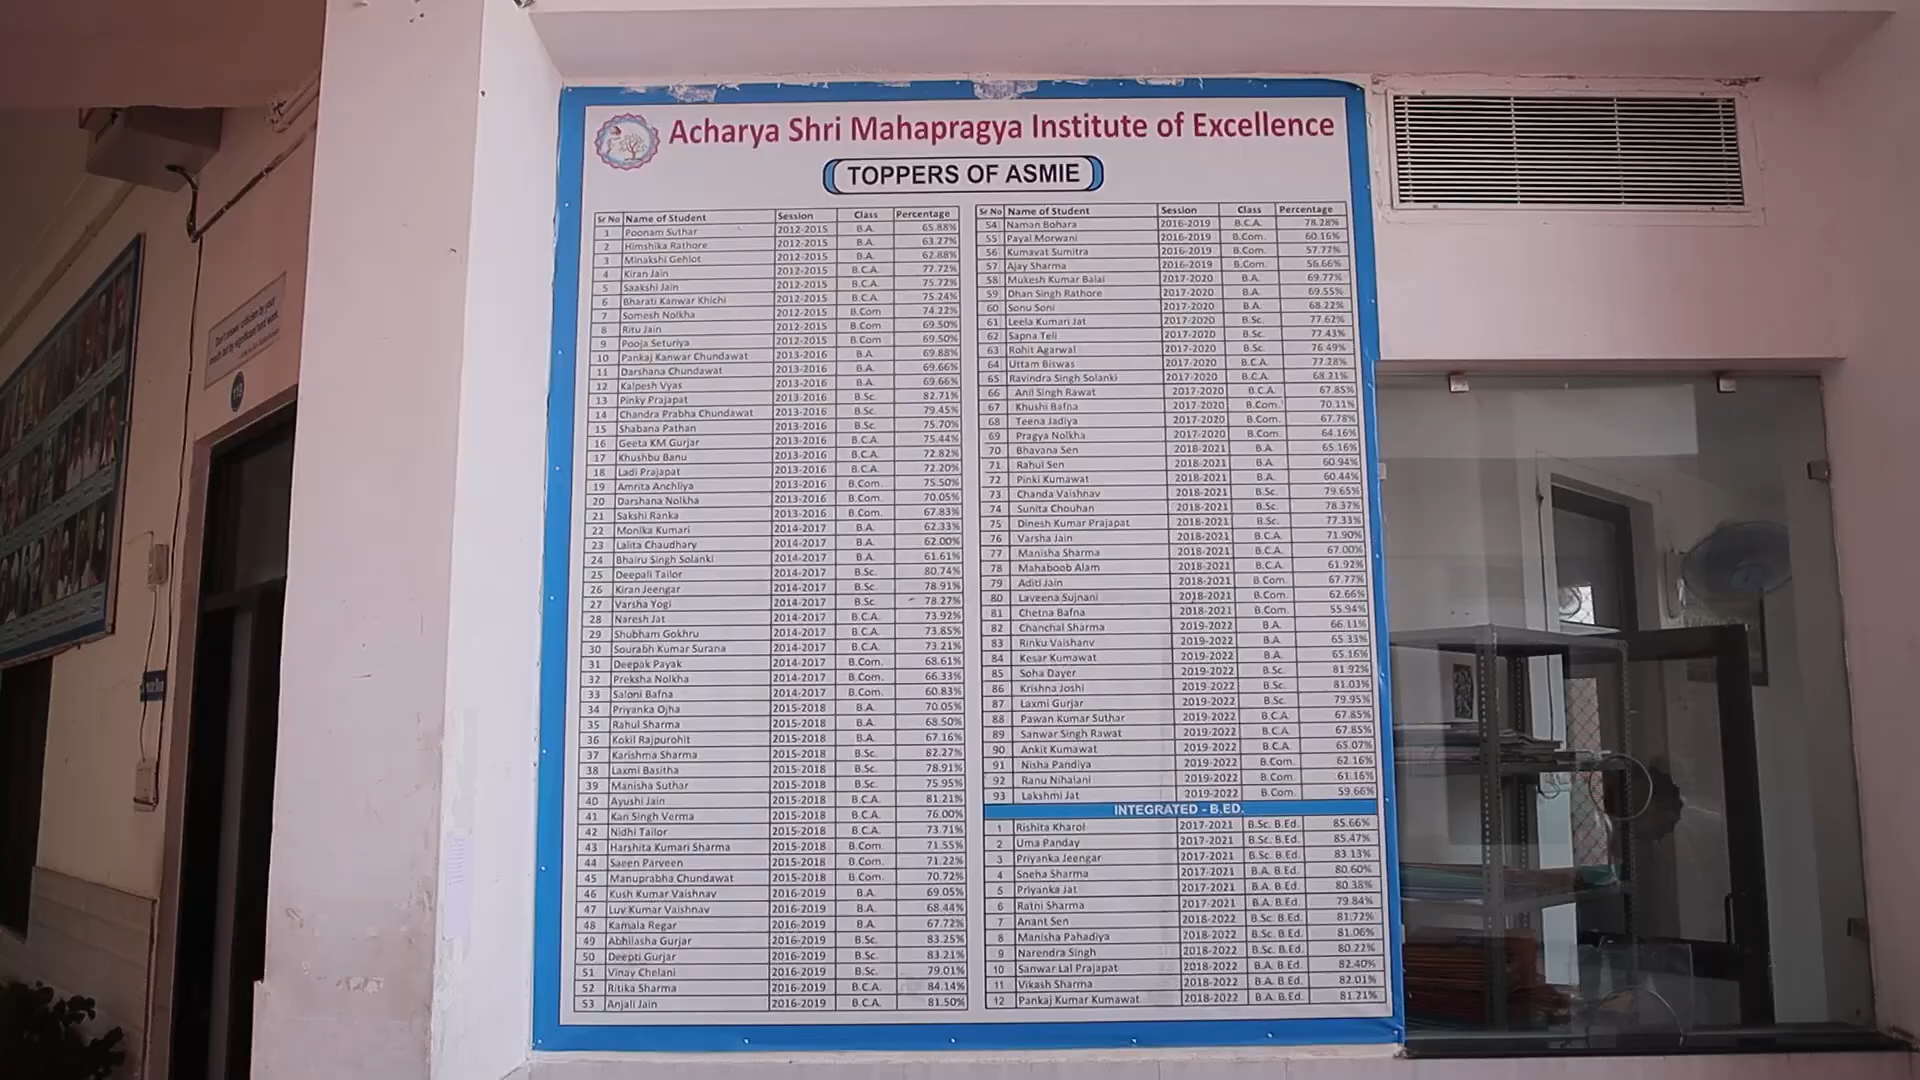 Acharya Shri Mahapragya Institute of Excellence
TOPPERS OF ASMIE
Sr No Name of Student Session Class Percentage
1 Poonam Suthar 2012-2015 B.A. 65.88%
2 Himshika Rathore 2012-2015 B.A. 63.27%
3 Minakshi Gehlot 2012-2015 B.A. 62.88%
4 Kiran Jain 2012-2015 B.C.A. 77.72%
5 Saakshi Jain 2012-2015 B.C.A. 75.72%
6 Bharati Kanwar Khichi 2012-2015 B.C.A. 75.24%
7 Somesh Nolkha 2012-2015 B.Com 74.22%
8 Ritu Jain 2012-2015 B.Com 69.50%
9 Pooja Seturiya 2012-2015 B.Com 69.50%
10 Pankaj Kanwar Chundawat 2013-2016 B.A. 69.88%
11 Darshana Chundawat 2013-2016 B.A. 69.66%
12 Kalpesh Vyas 2013-2016 B.A. 69.66%
13 Pinky Prajapat 2013-2016 B.Sc. 82.71%
14 Chandra Prabha Chundawat 2013-2016 B.Sc. 79.45%
15 Shabana Pathan 2013-2016 B.Sc. 75.70%
16 Geeta KM Gurjar 2013-2016 B.C.A. 75.44%
17 Khushbu Banu 2013-2016 B.C.A. 72.82%
18 Ladi Prajapat 2013-2016 B.C.A. 72.20%
19 Amrita Anchliya 2013-2016 B.Com. 75.50%
20 Darshana Nolkha 2013-2016 B.Com. 70.05%
21 Sakshi Ranka 2013-2016 B.Com. 67.83%
22 Monika Kumari 2014-2017 B.A. 62.33%
23 Lalita Chaudhary 2014-2017 B.A. 62.00%
24 Bhairu Singh Solanki 2014-2017 B.A. 61.61%
25 Deepali Tailor 2014-2017 B.Sc. 80.74%
26 Kiran Jeengar 2014-2017 B.Sc. 78.91%
27 Varsha Yogi 2014-2017 B.Sc. 78.27%
28 Naresh Jat 2014-2017 B.C.A. 73.92%
29 Shubham Gokhru 2014-2017 B.C.A. 73.85%
30 Sourabh Kumar Surana 2014-2017 B.C.A. 73.21%
31 Deepak Payak 2014-2017 B.Com. 68.61%
32 Preksha Nolkha 2014-2017 B.Com. 66.33%
33 Saloni Bafna 2014-2017 B.Com. 60.83%
34 Priyanka Ojha 2015-2018 B.A. 70.05%
35 Rahul Sharma 2015-2018 B.A. 68.50%
36 Kokil Rajpurohit 2015-2018 B.A. 67.16%
37 Karishma Sharma 2015-2018 B.Sc. 82.27%
38 Laxmi Basitha 2015-2018 B.Sc. 78.91%
39 Manisha Suthar 2015-2018 B.Sc. 75.95%
40 Ayushi Jain 2015-2018 B.C.A. 81.21%
41 Kan Singh Verma 2015-2018 B.C.A. 76.00%
42 Nidhi Tailor 2015-2018 B.C.A. 73.71%
43 Harshita Kumari Sharma 2015-2018 B.Com. 71.55%
44 Saeen Parveen 2015-2018 B.Com. 71.22%
45 Manuprabha Chundawat 2015-2018 B.Com. 70.72%
46 Kush Kumar Vaishnav 2016-2019 B.A. 69.05%
47 Luv Kumar Vaishnav 2016-2019 B.A. 68.44%
48 Kamala Regar 2016-2019 B.A. 67.72%
49 Abhilasha Gurjar 2016-2019 B.Sc. 83.25%
50 Deepti Gurjar 2016-2019 B.Sc. 83.21%
51 Vinay Chelani 2016-2019 B.Sc. 79.01%
52 Ritika Sharma 2016-2019 B.C.A. 84.14%
53 Anjali Jain 2016-2019 B.C.A. 81.50%
Sr No Name of Student Session Class Percentage
54 Naman Bohara 2016-2019 B.C.A. 78.28%
55 Payal Morwani 2016-2019 B.Com. 60.16%
56 Kumavat Sumitra 2016-2019 B.Com. 57.77%
57 Ajay Sharma 2016-2019 B.Com. 56.66%
58 Mukesh Kumar Balai 2017-2020 B.A. 69.77%
59 Dhan Singh Rathore 2017-2020 B.A. 69.55%
60 Sonu Soni 2017-2020 B.A. 68.22%
61 Leela Kumari Jat 2017-2020 B.Sc. 77.62%
62 Sapna Teli 2017-2020 B.Sc. 77.43%
63 Rohit Agarwal 2017-2020 B.Sc. 76.49%
64 Uttam Biswas 2017-2020 B.C.A. 77.28%
65 Ravindra Singh Solanki 2017-2020 B.C.A. 68.21%
66 Anil Singh Rawat 2017-2020 B.C.A. 67.85%
67 Khushi Bafna 2017-2020 B.Com. 70.11%
68 Teena Jadiya 2017-2020 B.Com. 67.78%
69 Pragya Nolkha 2017-2020 B.Com. 64.16%
70 Bhavana Sen 2018-2021 B.A. 65.16%
71 Rahul Sen 2018-2021 B.A. 60.94%
72 Pinki Kumawat 2018-2021 B.A. 60.44%
73 Chanda Vaishnav 2018-2021 B.Sc. 79.65%
74 Sunita Chouhan 2018-2021 B.Sc. 78.37%
75 Dinesh Kumar Prajapat 2018-2021 B.Sc. 77.33%
76 Varsha Jain 2018-2021 B.C.A. 71.90%
77 Manisha Sharma 2018-2021 B.C.A. 67.00%
78 Mahaboob Alam 2018-2021 B.C.A. 61.92%
79 Aditi Jain 2018-2021 B.Com. 67.77%
80 Laveena Sujnani 2018-2021 B.Com. 62.66%
81 Chetna Bafna 2018-2021 B.Com. 55.94%
82 Chanchal Sharma 2019-2022 B.A. 66.11%
83 Rinku Vaishanv 2019-2022 B.A. 65.33%
84 Kesar Kumawat 2019-2022 B.A. 65.16%
85 Soha Dayer 2019-2022 B.Sc. 81.92%
86 Krishna Joshi 2019-2022 B.Sc. 81.03%
87 Laxmi Gurjar 2019-2022 B.Sc. 79.95%
88 Pawan Kumar Suthar 2019-2022 B.C.A. 67.85%
89 Sanwar Singh Rawat 2019-2022 B.C.A. 67.85%
90 Ankit Kumawat 2019-2022 B.C.A. 65.07%
91 Nisha Pandiya 2019-2022 B.Com. 62.16%
92 Ranu Nihalani 2019-2022 B.Com. 61.16%
93 Lakshmi Jat 2019-2022 B.Com. 59.66%
INTEGRATED - B.ED.
1 Rishita Kharol 2017-2021 B.Sc. B.Ed. 85.66%
2 Uma Panday 2017-2021 B.Sc. B.Ed. 85.47%
3 Priyanka Jeengar 2017-2021 B.Sc. B.Ed. 83.13%
4 Sneha Sharma 2017-2021 B.A. B.Ed. 80.60%
5 Priyanka Jat 2017-2021 B.A. B.Ed. 80.38%
6 Ratni Sharma 2017-2021 B.A. B.Ed. 79.84%
7 Anant Sen 2018-2022 B.Sc. B.Ed. 81.72%
8 Manisha Pahadiya 2018-2022 B.Sc. B.Ed. 81.06%
9 Narendra Singh 2018-2022 B.Sc. B.Ed. 80.22%
10 Sanwar Lal Prajapat 2018-2022 B.A. B.Ed. 82.40%
11 Vikash Sharma 2018-2022 B.A. B.Ed. 82.01%
12 Pankaj Kumar Kumawat 2018-2022 B.A. B.Ed. 81.21%